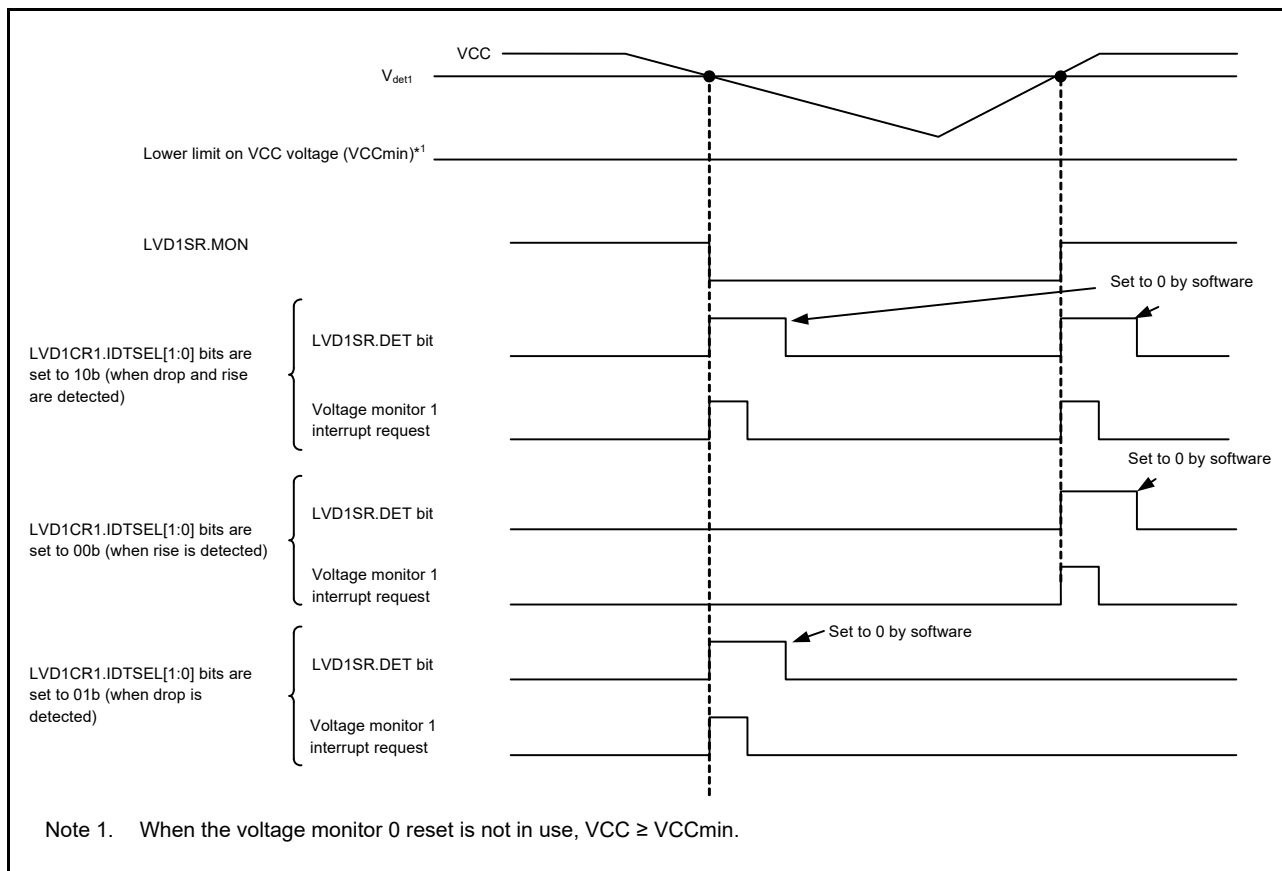 VCC
Vdet1
Lower limit on VCC voltage (VCCmin)*1
LVD1SR.MON
Set to 0 by software
LVD1CR1.IDTSEL[1:0] bits are
set to 10b (when drop and rise
are detected)
LVD1SR.DET bit
Voltage monitor 1
interrupt request
Set to 0 by software
LVD1CR1.IDTSEL[1:0] bits are
set to 00b (when rise is detected)
LVD1SR.DET bit
Voltage monitor 1
interrupt request
Set to 0 by software
LVD1CR1.IDTSEL[1:0] bits are
set to 01b (when drop is
detected)
LVD1SR.DET bit
Voltage monitor 1
interrupt request
Note 1. When the voltage monitor 0 reset is not in use, VCC ≥ VCCmin.